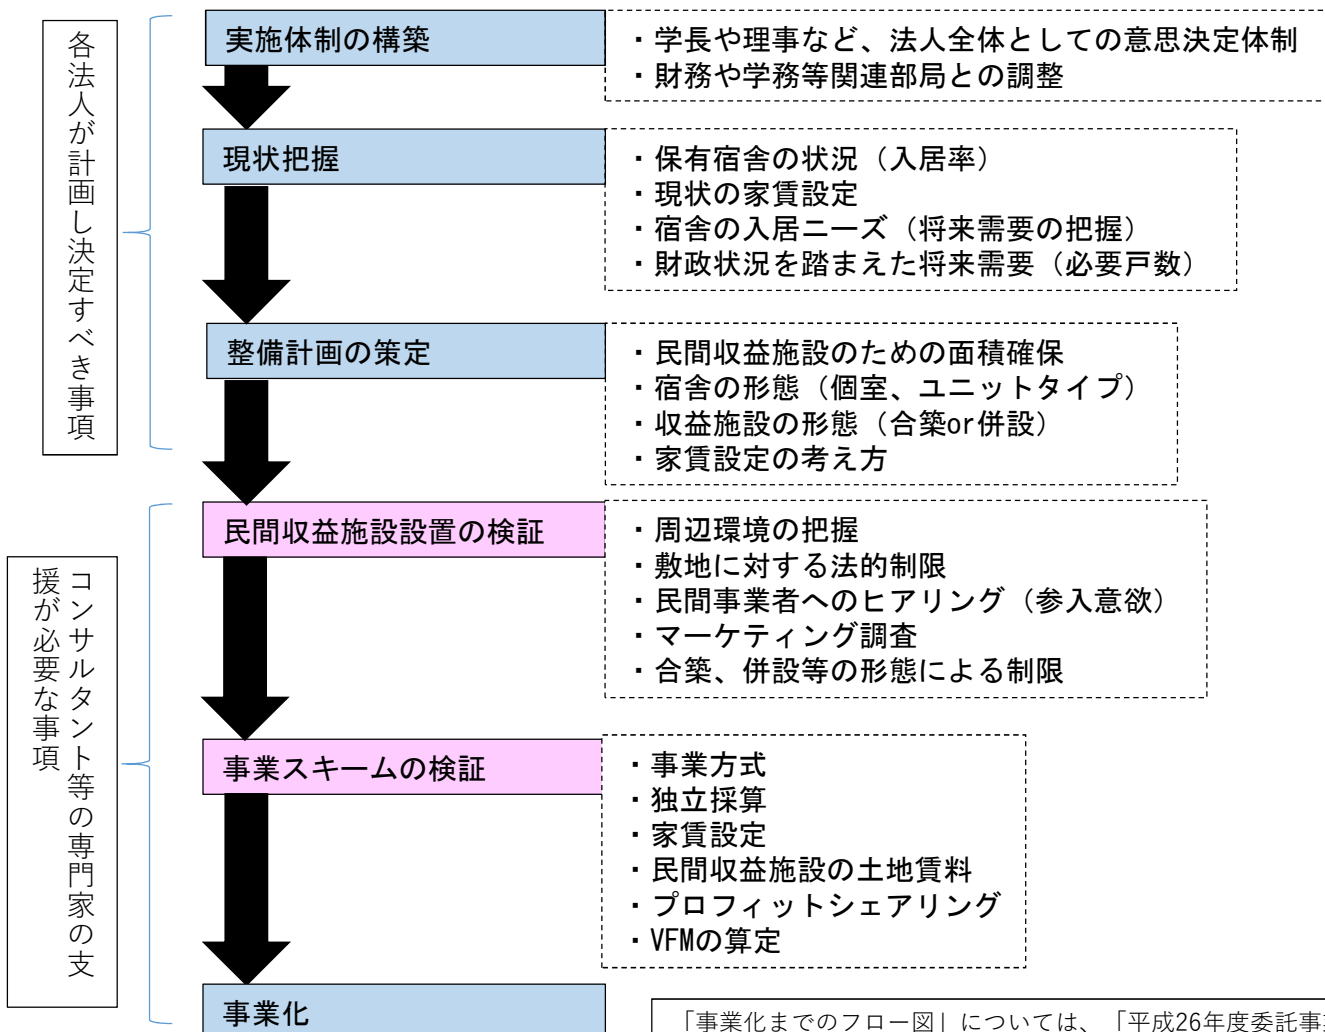 各法人が計画し決定すべき事項
実施体制の構築
・学長や理事など、法人全体としての意思決定体制
・財務や学務等関連部局との調整
現状把握
・保有宿舎の状況（入居率）
・現状の家賃設定
・宿舎の入居ニーズ（将来需要の把握）
・財政状況を踏まえた将来需要（必要戸数）
整備計画の策定
・民間収益施設のための面積確保
・宿舎の形態（個室、ユニットタイプ）
・収益施設の形態（合築or併設）
・家賃設定の考え方
コンサルタント等の専門家の支
援が必要な事項
民間収益施設設置の検証
・周辺環境の把握
・敷地に対する法的制限
・民間事業者へのヒアリング（参入意欲）
・マーケティング調査
・合築、併設等の形態による制限
事業スキームの検証
・事業方式
・独立採算
・家賃設定
・民間収益施設の土地賃料
・プロフィットシェアリング
・VFMの算定
事業化
「事業化までのフロー図」については、「平成26年度委託事